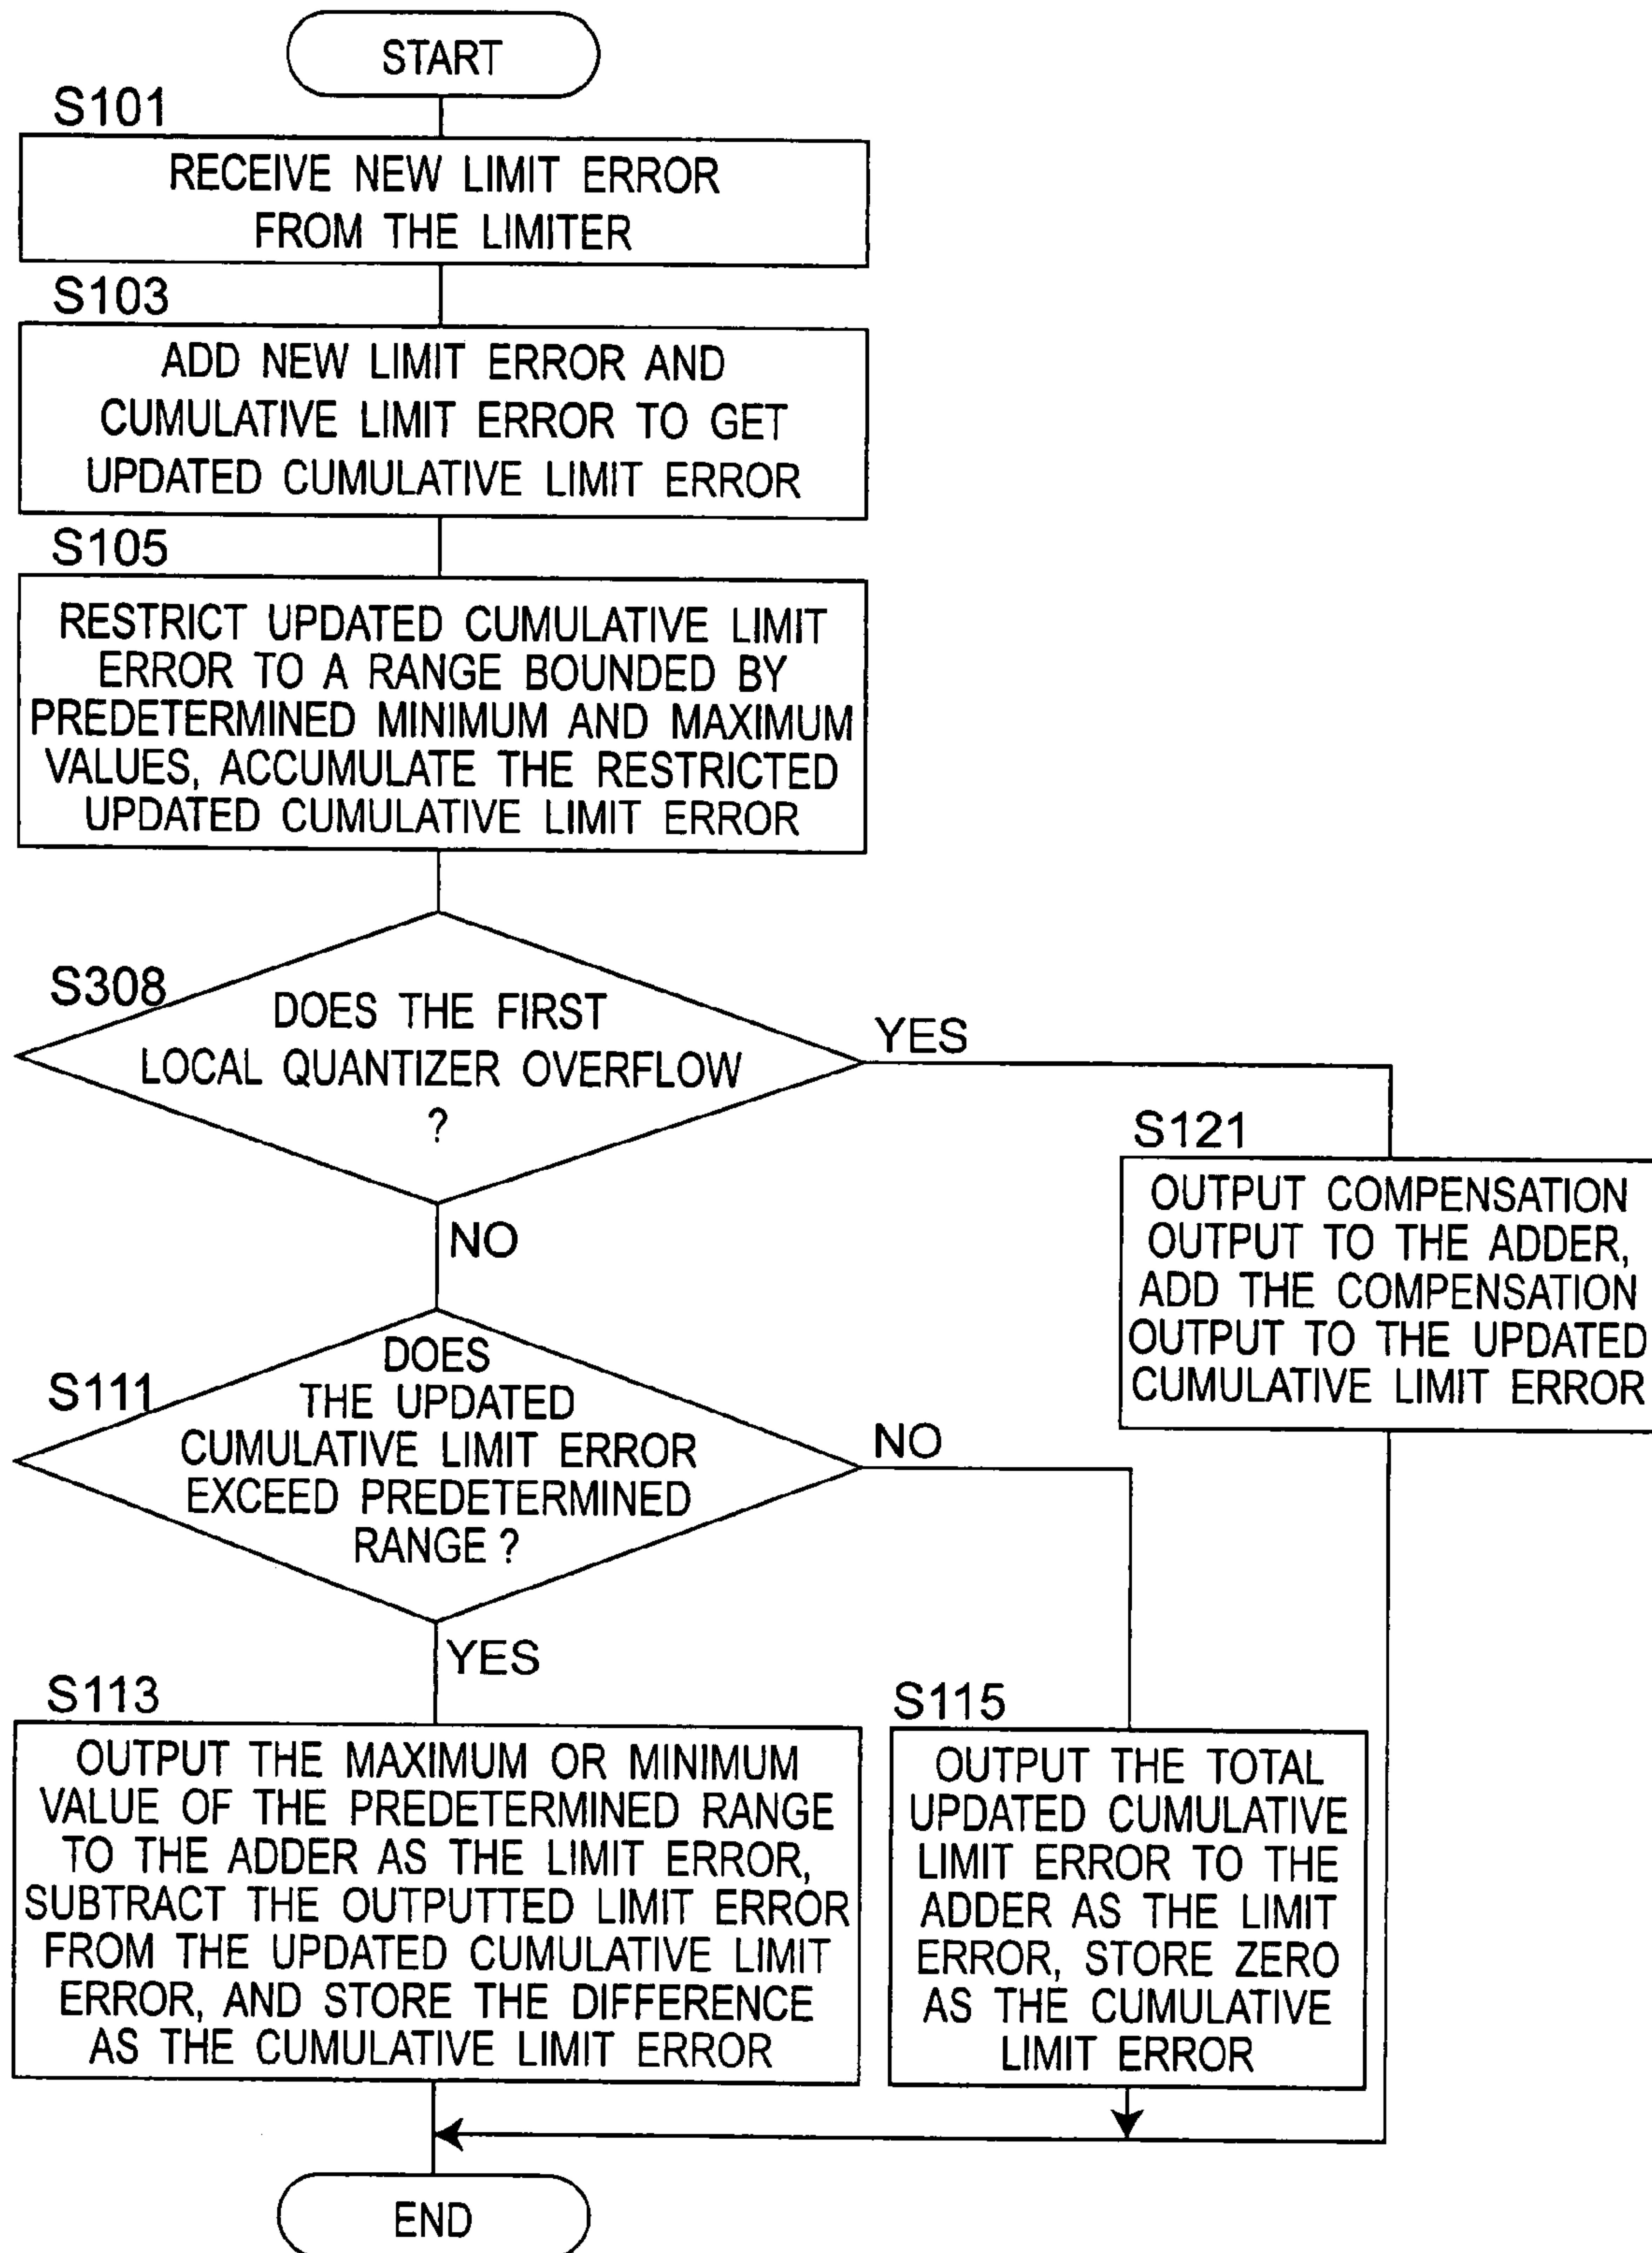 START
S101
RECEIVE NEW LIMIT ERROR
FROM THE LIMITER
S103
ADD NEW LIMIT ERROR AND
CUMULATIVE LIMIT ERROR TO GET
UPDATED CUMULATIVE LIMIT ERROR
S105
RESTRICT UPDATED CUMULATIVE LIMIT
ERROR TO A RANGE BOUNDED BY
PREDETERMINED MINIMUM AND MAXIMUM
VALUES, ACCUMULATE THE RESTRICTED
UPDATED CUMULATIVE LIMIT ERROR
S308
DOES THE FIRST
LOCAL QUANTIZER OVERFLOW
?
YES
NO
S121
OUTPUT COMPENSATION
OUTPUT TO THE ADDER,
ADD THE COMPENSATION
OUTPUT TO THE UPDATED
CUMULATIVE LIMIT ERROR
S111
DOES
THE UPDATED
CUMULATIVE LIMIT ERROR
EXCEED PREDETERMINED
RANGE ?
NO
YES
S113
OUTPUT THE MAXIMUM OR MINIMUM
VALUE OF THE PREDETERMINED RANGE
TO THE ADDER AS THE LIMIT ERROR,
SUBTRACT THE OUTPUTTED LIMIT ERROR
FROM THE UPDATED CUMULATIVE LIMIT
ERROR, AND STORE THE DIFFERENCE
AS THE CUMULATIVE LIMIT ERROR
S115
OUTPUT THE TOTAL
UPDATED CUMULATIVE
LIMIT ERROR TO THE
ADDER AS THE LIMIT
ERROR, STORE ZERO
AS THE CUMULATIVE
LIMIT ERROR
END